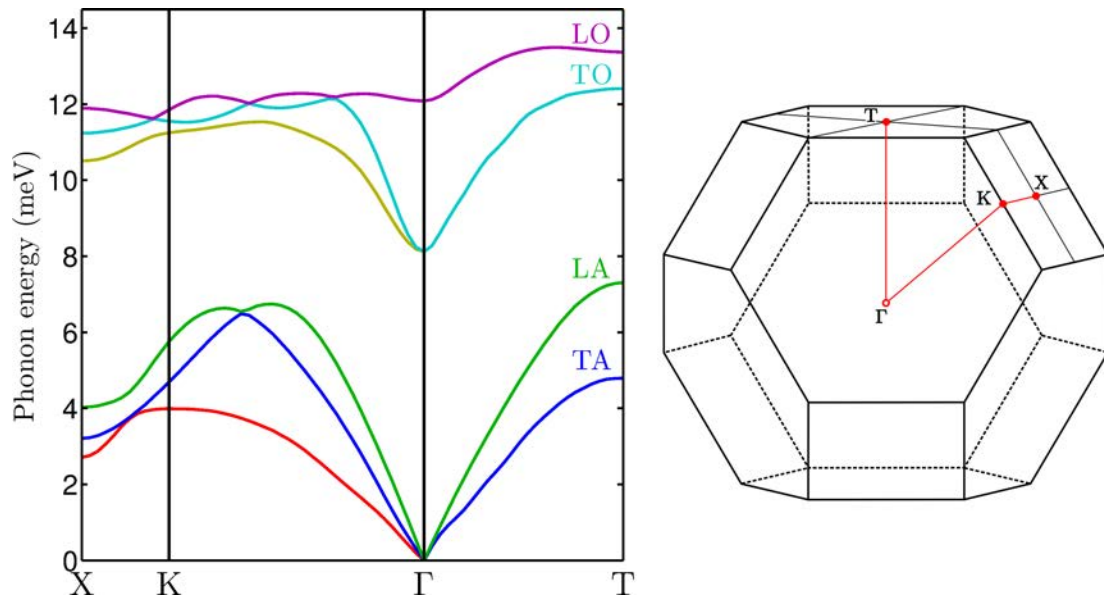 14
12
10
8
6
4
2
0
Phonon energy (meV)
LO
TO
LA
TA
X K Γ T
T
K X
Γ